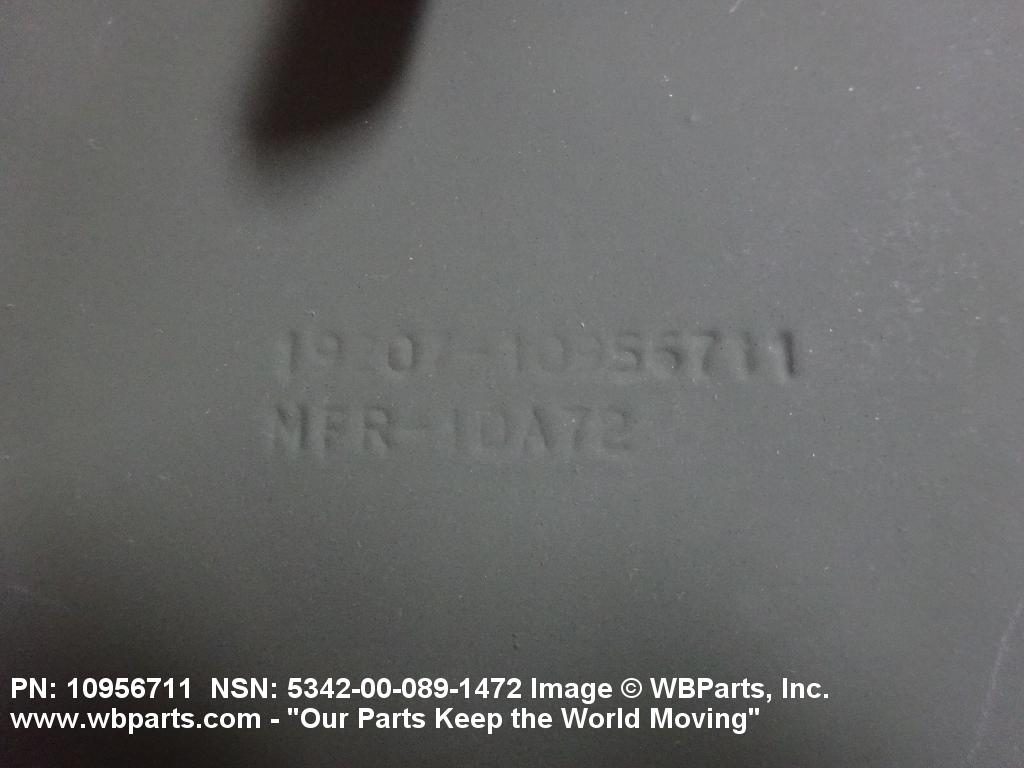 19207-10956711
MFR-1DA72
PN: 10956711  NSN: 5342-00-089-1472 Image © WBParts, Inc.
www.wbparts.com - "Our Parts Keep the World Moving"